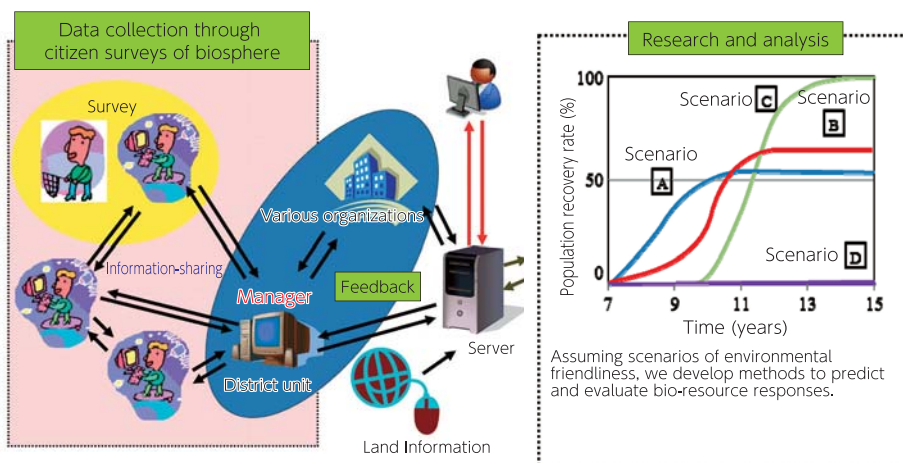 Data collection through
citizen surveys of biosphere
Survey
Information-sharing
Various organizations
Manager
Feedback
District unit
Server
Land Information
Research and analysis
Population recovery rate (%)
100
50
0
Scenario C
Scenario B
Scenario A
Scenario D
7 9 11 13 15
Time (years)
Assuming scenarios of environmental
friendliness, we develop methods to predict
and evaluate bio-resource responses.